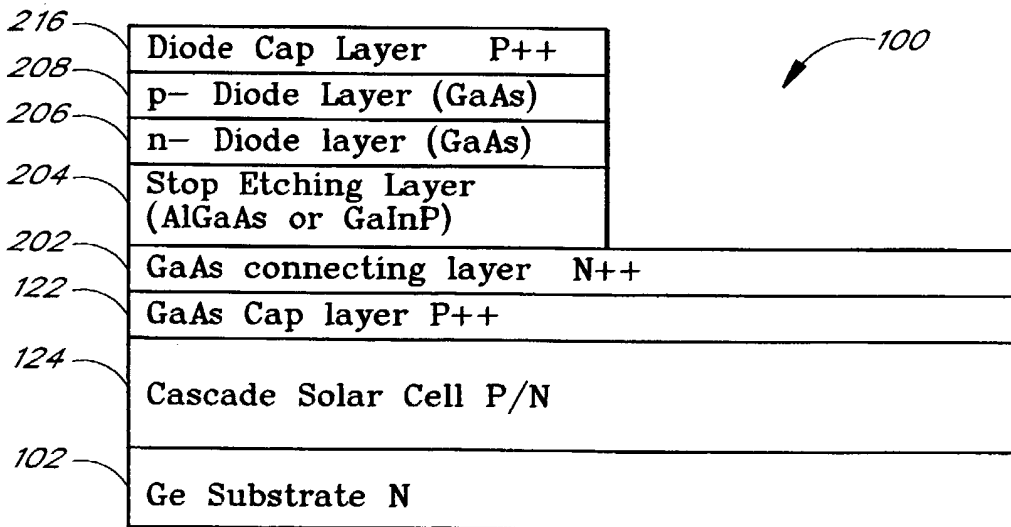 216
Diode Cap Layer P++
100
208
p– Diode Layer (GaAs)
206
n– Diode layer (GaAs)
204
Stop Etching Layer
(AlGaAs or GaInP)
202
GaAs connecting layer N++
122
GaAs Cap layer P++
124
Cascade Solar Cell P/N
102
Ge Substrate N